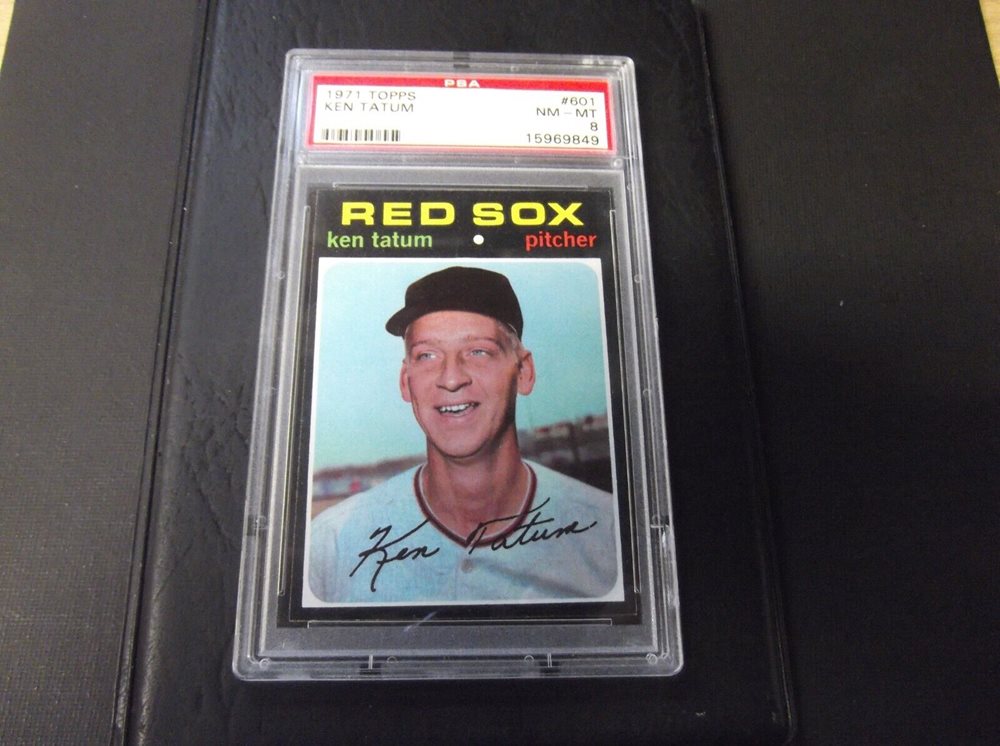 PSA
1971 TOPPS #601
KEN TATUM NM - MT
8
15969849
RED SOX
ken tatum pitcher
Ken Tatum